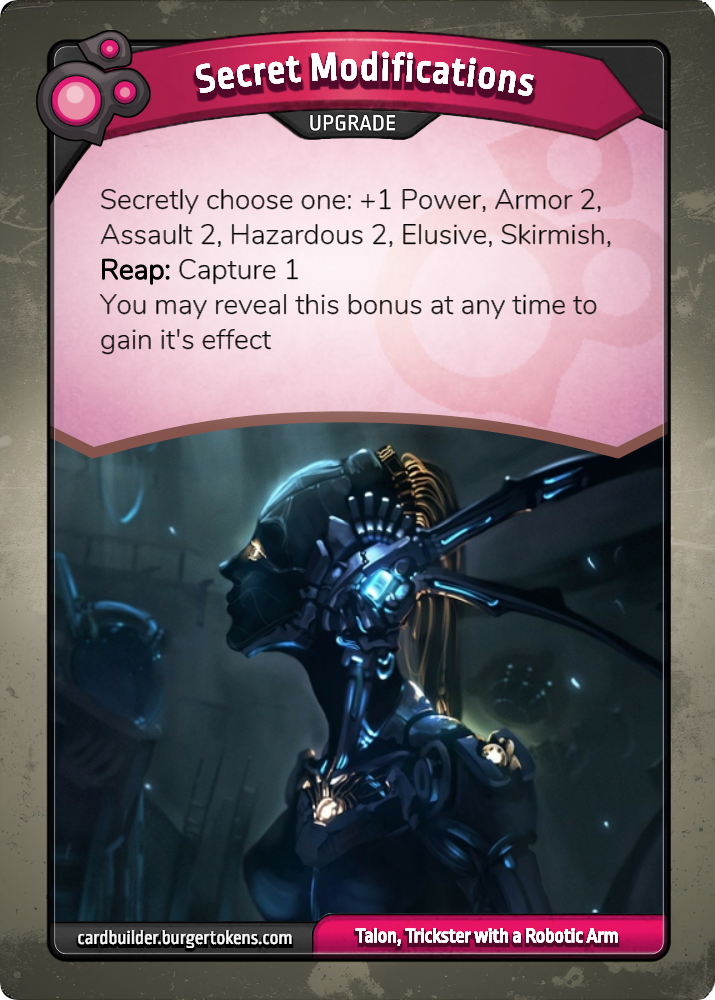 Secret Modifications
UPGRADE
Secretly choose one: +1 Power, Armor 2,
Assault 2, Hazardous 2, Elusive, Skirmish,
Reap: Capture 1
You may reveal this bonus at any time to
gain it's effect
cardbuilder.burgertokens.com
Talon, Trickster with a Robotic Arm